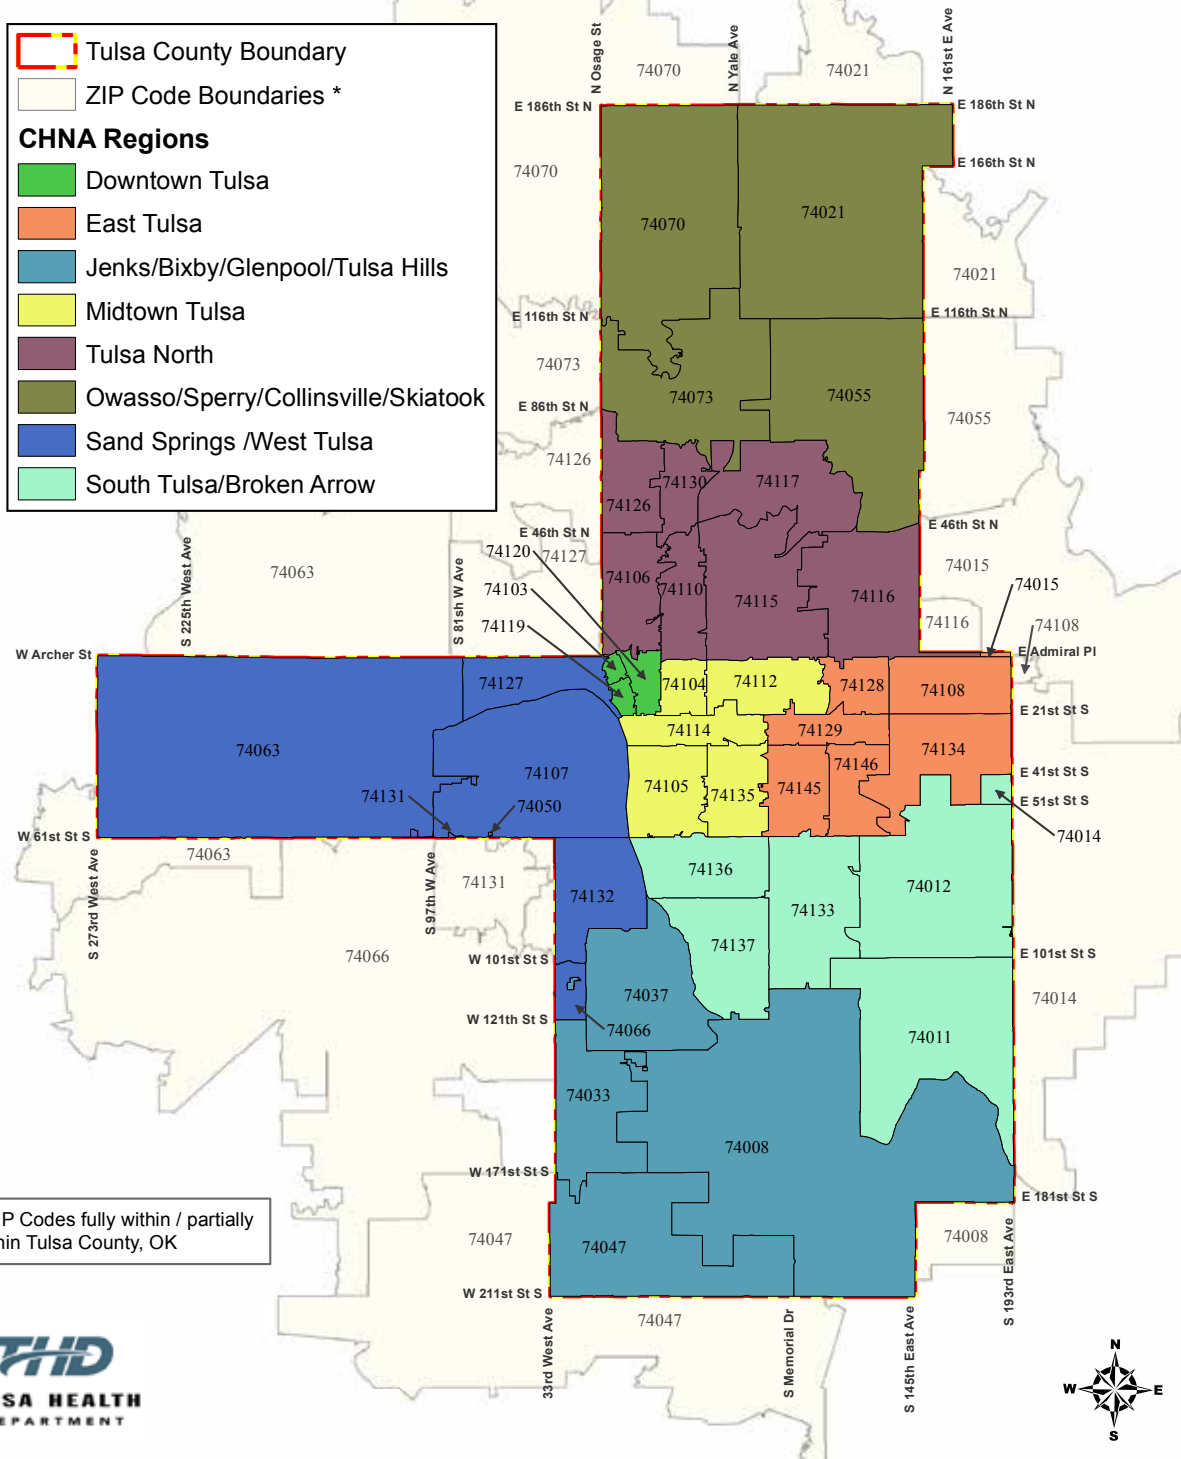 Tulsa County Boundary
ZIP Code Boundaries *
CHNA Regions
Downtown Tulsa
East Tulsa
Jenks/Bixby/Glenpool/Tulsa Hills
Midtown Tulsa
Tulsa North
Owasso/Sperry/Collinsville/Skiatook
Sand Springs /West Tulsa
South Tulsa/Broken Arrow
N Osage St
N Yale Ave
N 161st E Ave
74070
74021
E 186th St N
E 186th St N
E 166th St N
74070
74070
74021
74021
E 116th St N
E 116th St N
74073
74073
74055
74055
E 86th St N
74126
74130
74117
74126
E 46th St N
E 46th St N
74120
74127
74063
74103
74106
74110
74115
74116
74015
74015
74119
74116
74108
S 225th West Ave
S 81sh W Ave
W Archer St
E Admiral Pl
74127
74104
74112
74128
74108
E 21st St S
74063
74107
74114
74129
74134
74146
E 41st St S
74131
74050
74105
74135
74145
E 51st St S
W 61st St S
74014
74063
74131
74136
74012
S 273rd West Ave
S 97th W Ave
74132
74133
74137
74066
W 101st St S
E 101st St S
74037
74014
W 121th St S
74066
74011
74033
74008
W 171st St S
E 181st St S
P Codes fully within / partially
hin Tulsa County, OK
74047
74047
74008
S 193rd East Ave
W 211st St S
74047
33rd West Ave
S Memorial Dr
S 145th East Ave
THD
SA HEALTH
EPARTMENT
N
W
E
S